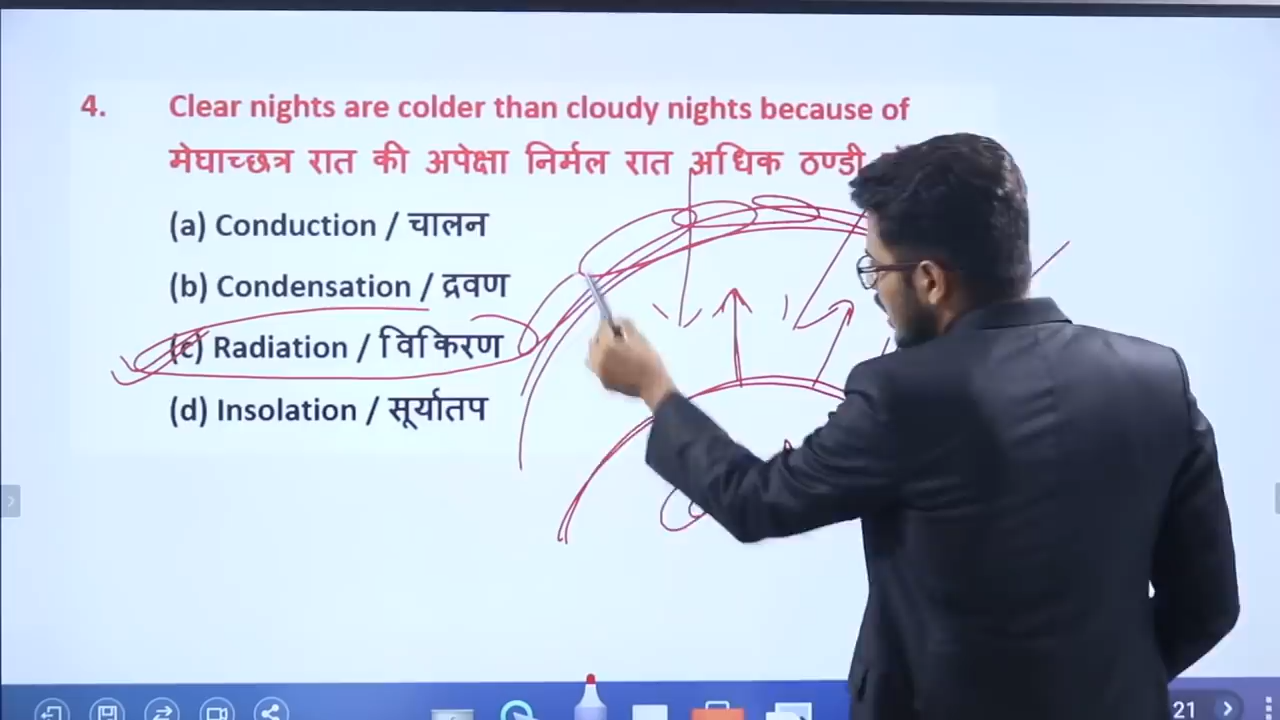 4. Clear nights are colder than cloudy nights because of
मेघाच्छत्र रात की अपेक्षा निर्मल रात अधिक ठण्डी
(a) Conduction / चालन
(b) Condensation / द्रवण
(c) Radiation / विकिरण
(d) Insolation / सूर्यातप
21